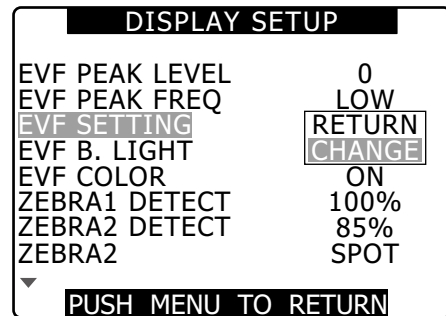 DISPLAY SETUP
EVF PEAK LEVEL 0
EVF PEAK FREQ LOW
EVF SETTING RETURN
EVF B. LIGHT CHANGE
EVF COLOR ON
ZEBRA1 DETECT 100%
ZEBRA2 DETECT 85%
ZEBRA2 SPOT
PUSH MENU TO RETURN